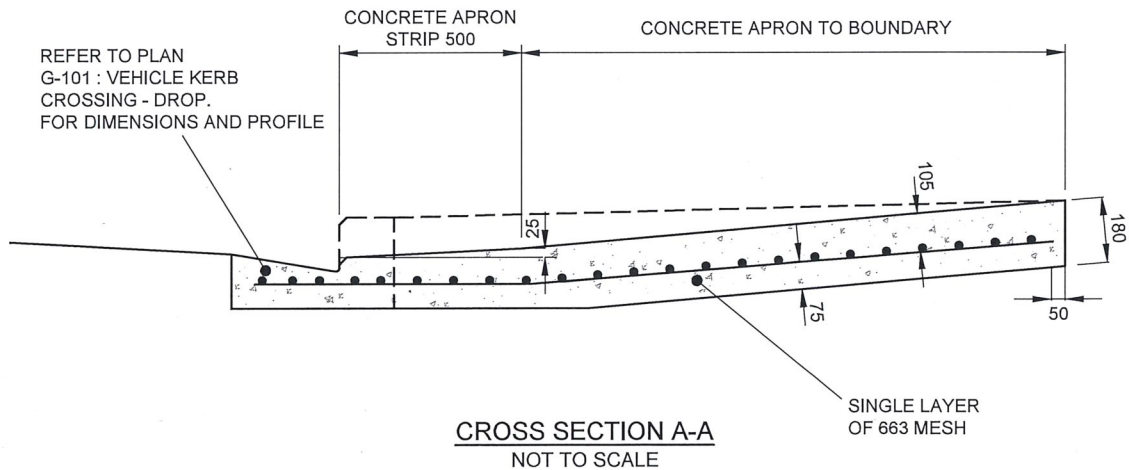 CONCRETE APRON
STRIP 500
CONCRETE APRON TO BOUNDARY
REFER TO PLAN
G-101 : VEHICLE KERB
CROSSING - DROP.
FOR DIMENSIONS AND PROFILE
25
105
180
75
50
SINGLE LAYER
OF 663 MESH
CROSS SECTION A-A
NOT TO SCALE